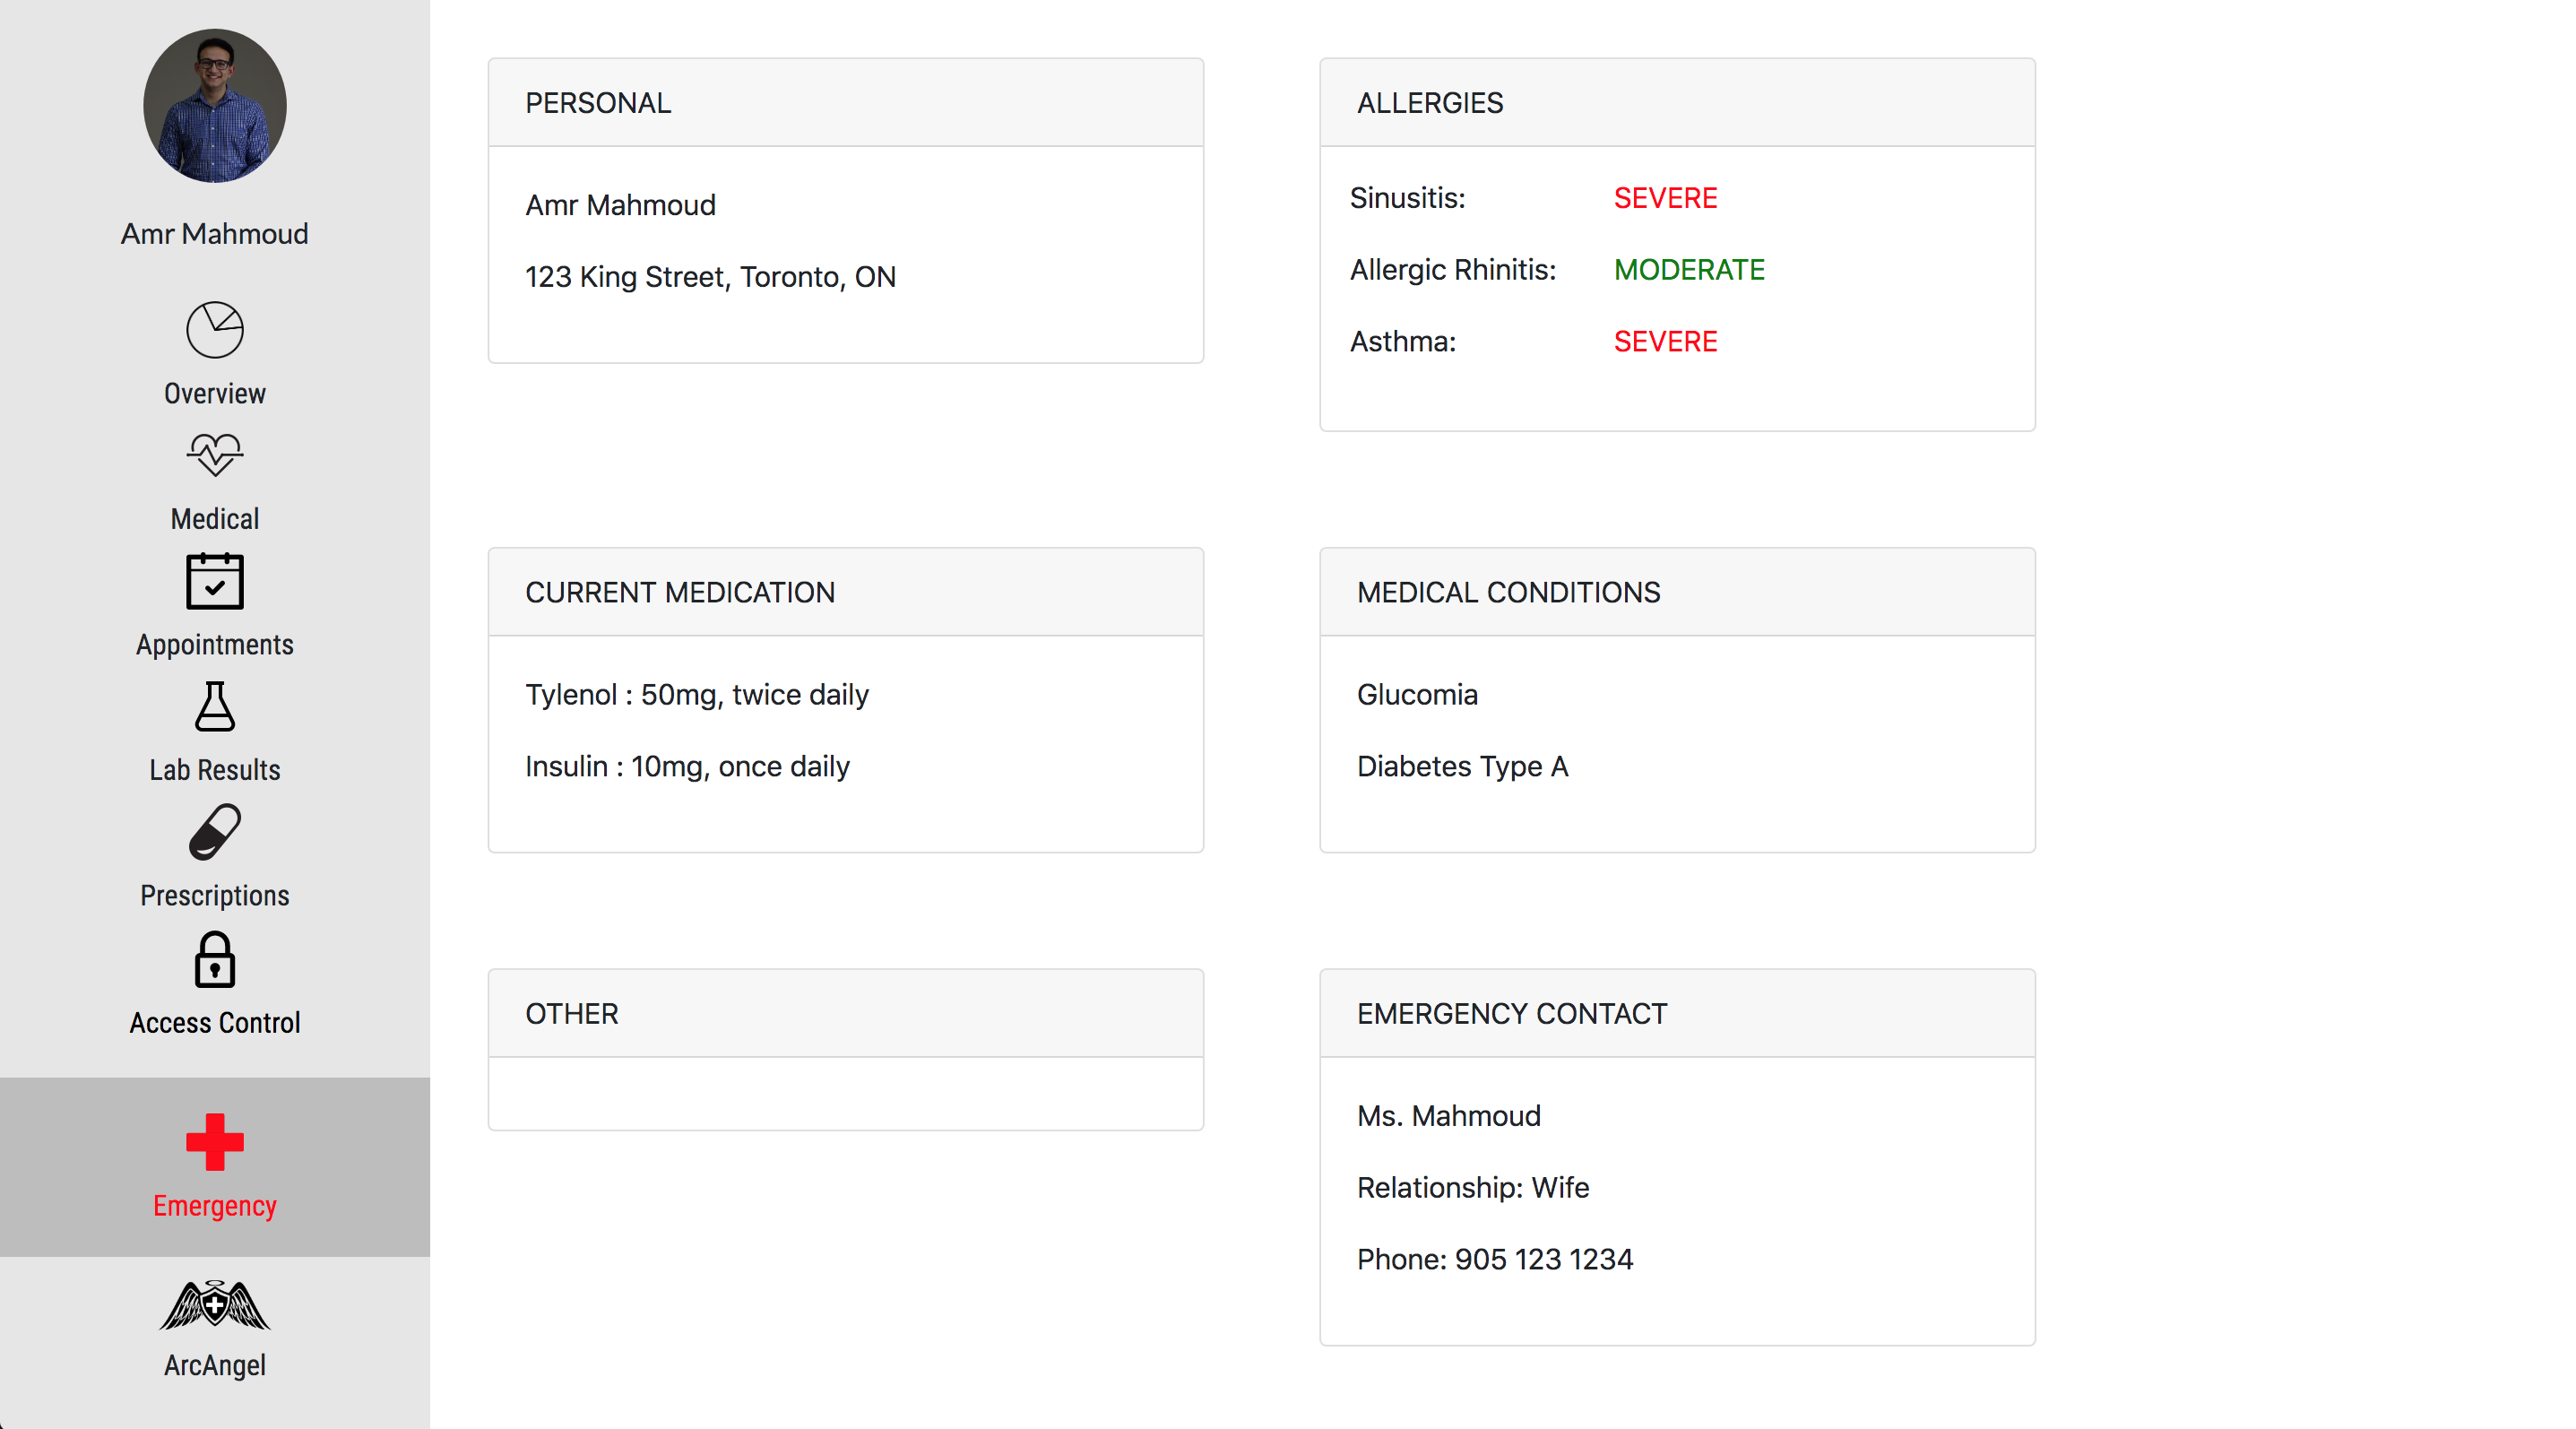 Amr Mahmoud
Overview
Medical
Appointments
Lab Results
Prescriptions
Access Control
Emergency
ArcAngel
PERSONAL
Amr Mahmoud
123 King Street, Toronto, ON
ALLERGIES
Sinusitis: SEVERE
Allergic Rhinitis: MODERATE
Asthma: SEVERE
CURRENT MEDICATION
Tylenol : 50mg, twice daily
Insulin : 10mg, once daily
MEDICAL CONDITIONS
Glucomia
Diabetes Type A
OTHER
EMERGENCY CONTACT
Ms. Mahmoud
Relationship: Wife
Phone: 905 123 1234